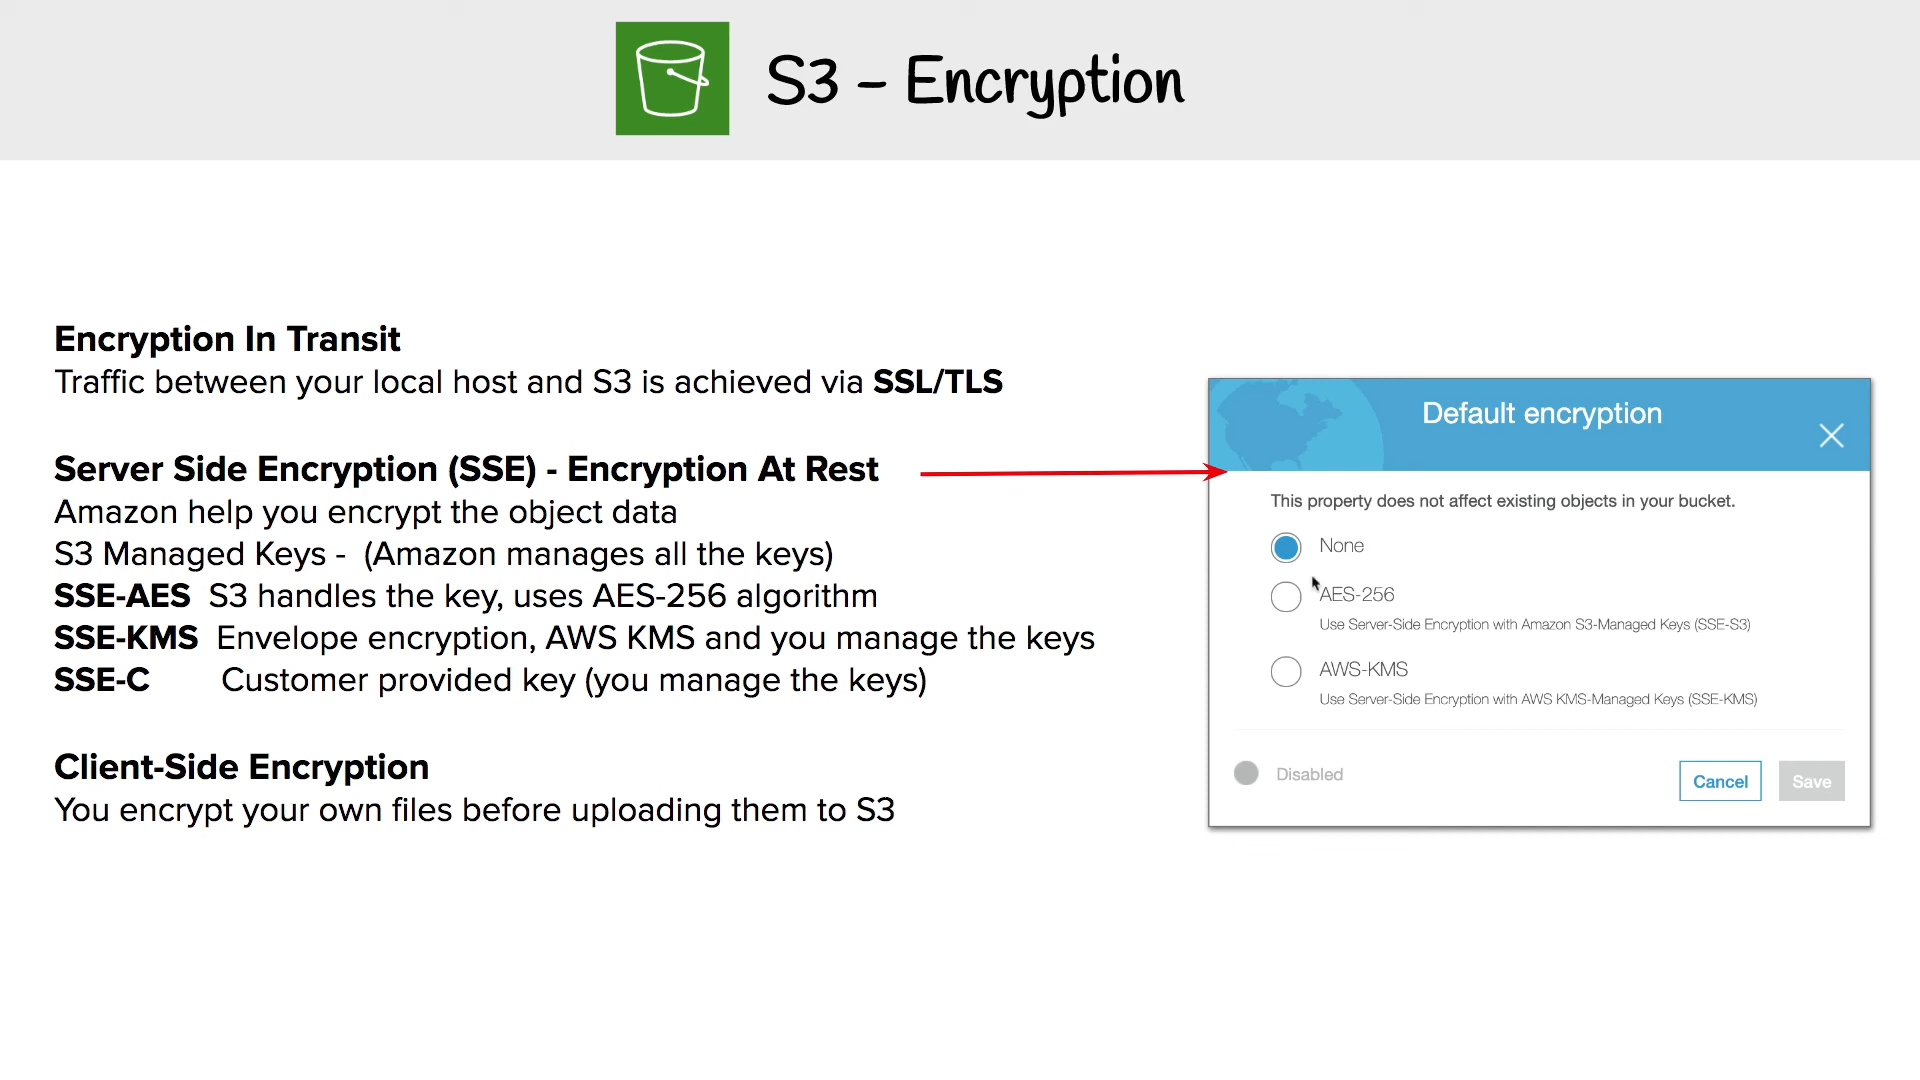 S3 – Encryption
Encryption In Transit
Traffic between your local host and S3 is achieved via SSL/TLS
Server Side Encryption (SSE) - Encryption At Rest
Amazon help you encrypt the object data
S3 Managed Keys - (Amazon manages all the keys)
SSE-AES S3 handles the key, uses AES-256 algorithm
SSE-KMS Envelope encryption, AWS KMS and you manage the keys
SSE-C Customer provided key (you manage the keys)
Client-Side Encryption
You encrypt your own files before uploading them to S3
Default encryption
This property does not affect existing objects in your bucket.
None
AES-256
Use Server-Side Encryption with Amazon S3-Managed Keys (SSE-S3)
AWS-KMS
Use Server-Side Encryption with AWS KMS-Managed Keys (SSE-KMS)
Disabled
Cancel
Save